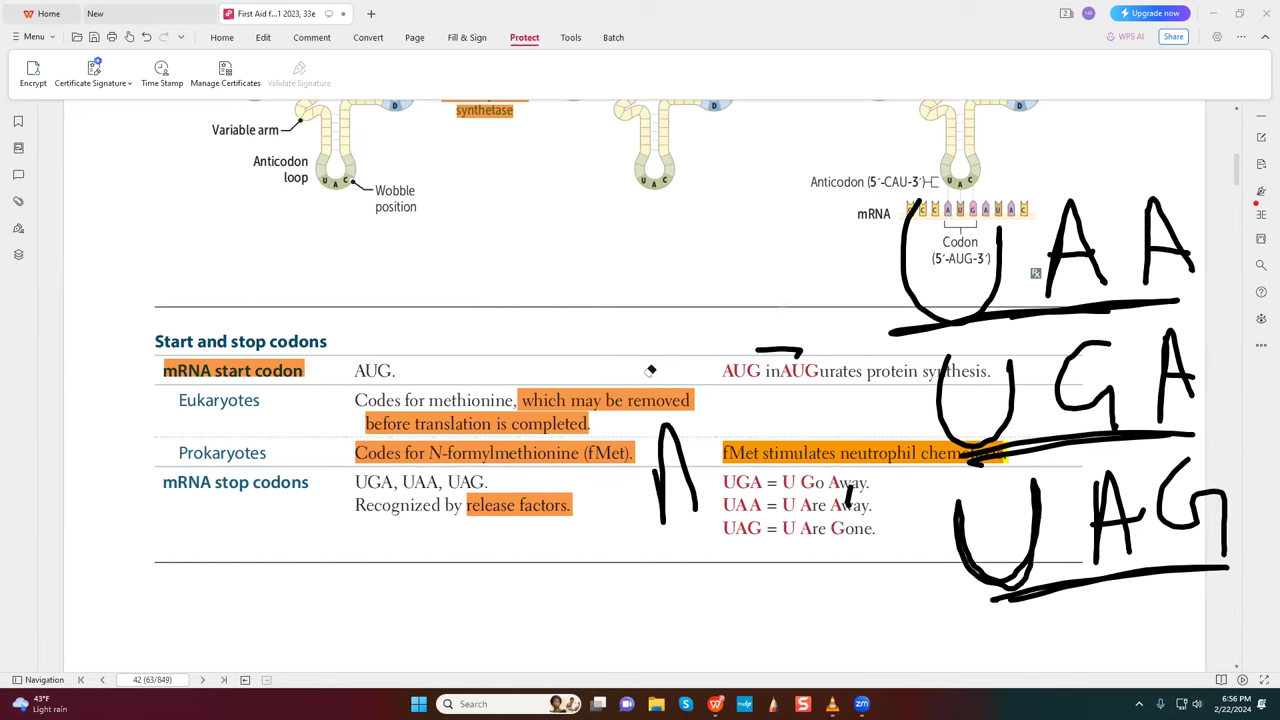 Home
New
First Aid f...1 2023, 33e
Upgrade now
Menu
Home
Edit
Comment
Convert
Page
Fill & Sign
Protect
Tools
Batch
WPS AI
Share
Encrypt
Certificate Signature
Time Stamp
Manage Certificates
Validate Signature
D
synthetase
D
D
Variable arm
Anticodon
loop
U A C
Wobble
position
U A C
Anticodon (5´-CAU-3´)
U A C
mRNA
C C A U G A U A C
Codon
(5´-AUG-3´)
U A A
U G A
U A G
Start and stop codons
mRNA start codon
AUG.
AUG inAUGurates protein synthesis.
Eukaryotes
Codes for methionine, which may be removed
before translation is completed.
Prokaryotes
Codes for N-formylmethionine (fMet).
fMet stimulates neutrophil
mRNA stop codons
UGA, UAA, UAG.
UGA = U Go Away.
Recognized by release factors.
UAA = U Are Away.
UAG = U Are Gone.
Navigation
42 (63/849)
43°F
Light rain
Search
6:56 PM
2/22/2024